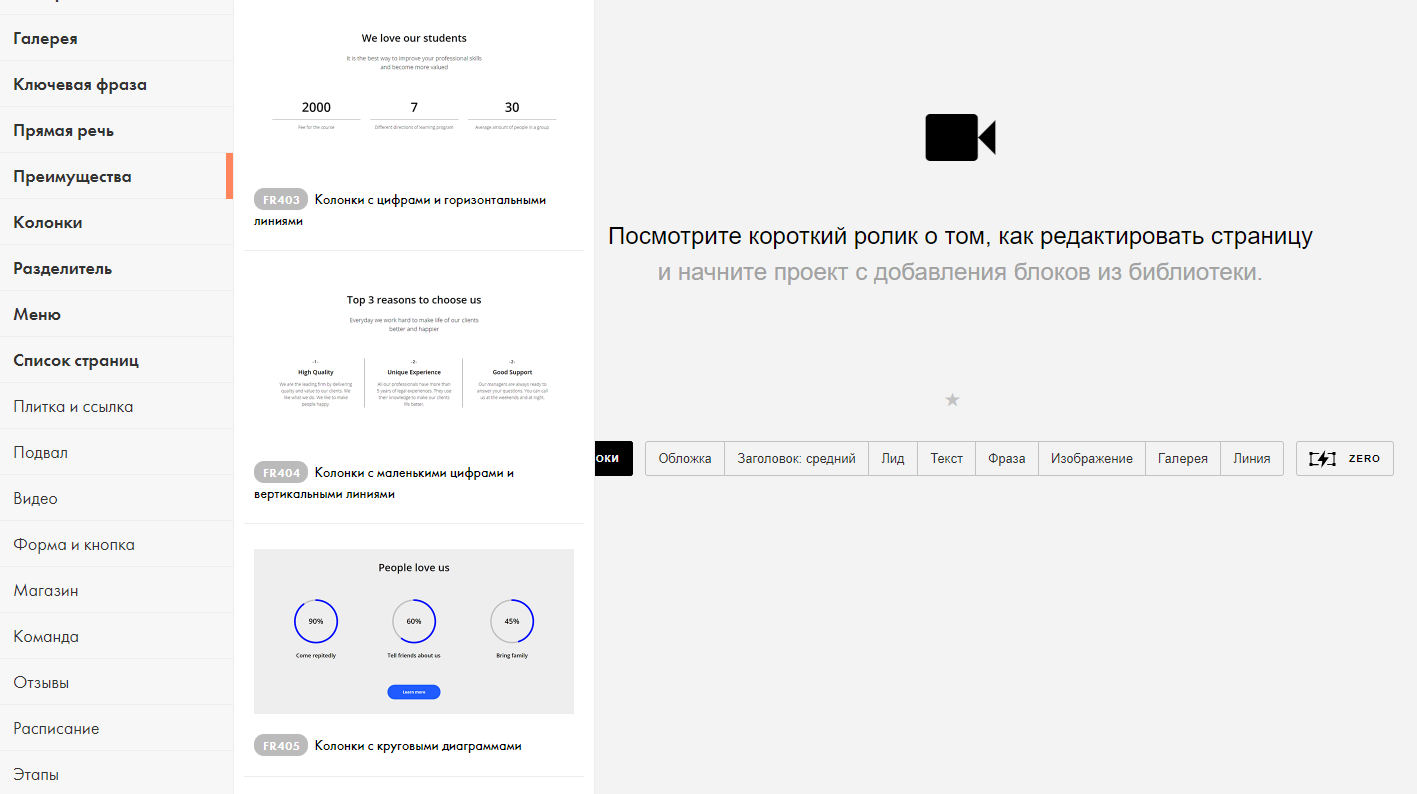 Галерея
Ключевая фраза
Прямая речь
Преимущества
Колонки
Разделитель
Меню
Список страниц
Плитка и ссылка
Подвал
Видео
Форма и кнопка
Магазин
Команда
Отзывы
Расписание
Этапы
We love our students
It is the best way to improve your professional skills
and become more valued
2000 7 30
Fee for the course Different directions of learning program Average amount of people in a group
FR403 Колонки с цифрами и горизонтальными
линиями
Top 3 reasons to choose us
Everyday we work hard to make life of our clients
better and happier
-1- -2- -3-
High Quality Unique Experience Good Support
We are the leading firm by delivering
quality and value to our clients. We
like what we do. We like to make
people happy.
All our professionals have more than
5 years of legal experiences. They use
their knowledge to make our clients
life better.
Our managers are always ready to
answer your questions. You can call
us at the weekends and at night.
FR404 Колонки с маленькими цифрами и
вертикальными линиями
People love us
90% 60% 45%
Come repitedly Tell friends about us Bring family
Learn more
FR405 Колонки с круговыми диаграммами
Посмотрите короткий ролик о том, как редактировать страницу
и начните проект с добавления блоков из библиотеки.
ОКИ Обложка Заголовок: средний Лид Текст Фраза Изображение Галерея Линия ZERO